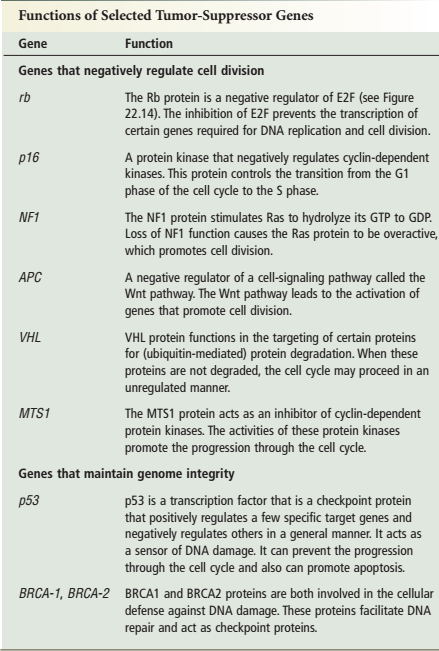 Functions of Selected Tumor-Suppressor Genes
Gene Function
Genes that negatively regulate cell division
rb The Rb protein is a negative regulator of E2F (see Figure
22.14). The inhibition of E2F prevents the transcription of
certain genes required for DNA replication and cell division.
p16 A protein kinase that negatively regulates cyclin-dependent
kinases. This protein controls the transition from the G1
phase of the cell cycle to the S phase.
NF1 The NF1 protein stimulates Ras to hydrolyze its GTP to GDP.
Loss of NF1 function causes the Ras protein to be overactive,
which promotes cell division.
APC A negative regulator of a cell-signaling pathway called the
Wnt pathway. The Wnt pathway leads to the activation of
genes that promote cell division.
VHL VHL protein functions in the targeting of certain proteins
for (ubiquitin-mediated) protein degradation. When these
proteins are not degraded, the cell cycle may proceed in an
unregulated manner.
MTS1 The MTS1 protein acts as an inhibitor of cyclin-dependent
protein kinases. The activities of these protein kinases
promote the progression through the cell cycle.
Genes that maintain genome integrity
p53 p53 is a transcription factor that is a checkpoint protein
that positively regulates a few specific target genes and
negatively regulates others in a general manner. It acts as
a sensor of DNA damage. It can prevent the progression
through the cell cycle and also can promote apoptosis.
BRCA-1, BRCA-2 BRCA1 and BRCA2 proteins are both involved in the cellular
defense against DNA damage. These proteins facilitate DNA
repair and act as checkpoint proteins.